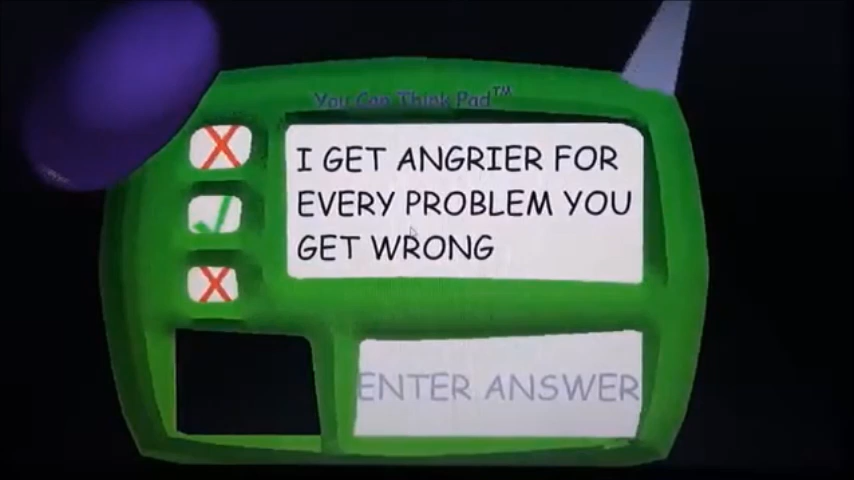 You Can Think Pad™
I GET ANGRIER FOR
EVERY PROBLEM YOU
GET WRONG
ENTER ANSWER